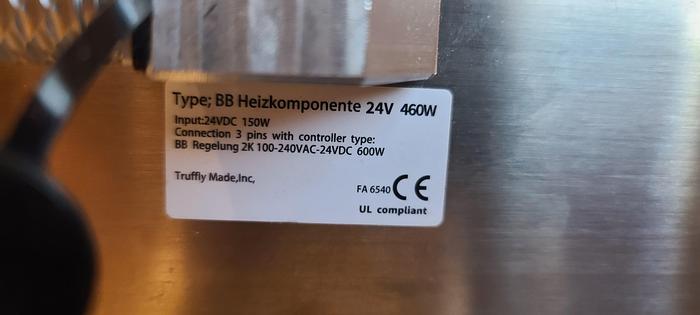 Type; BB Heizkomponente 24V 460W
Input:24VDC 150W
Connection 3 pins with controller type:
BB Regelung 2K 100-240VAC-24VDC 600W
Truffly Made,Inc,
FA 6540 CE
UL compliant